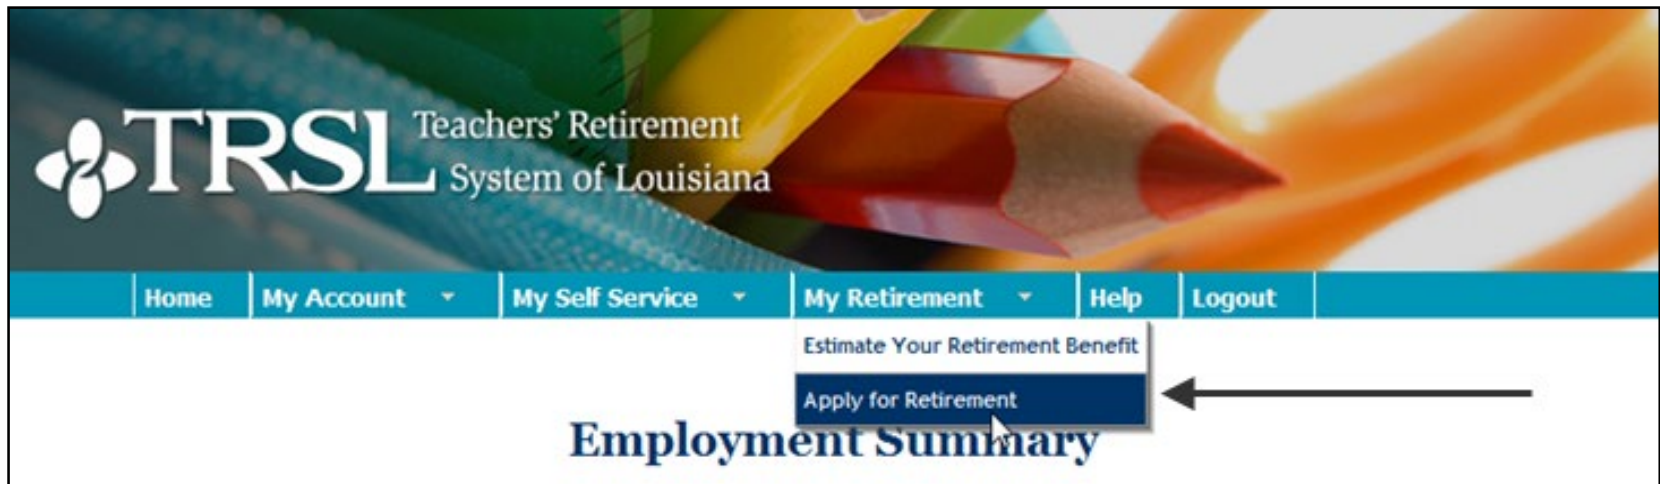 TRSL Teachers' Retirement
System of Louisiana
Home My Account My Self Service My Retirement Help Logout
Estimate Your Retirement Benefit
Apply for Retirement
Employment Summary